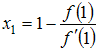 x₁ = 1 − f(1) / f′(1)